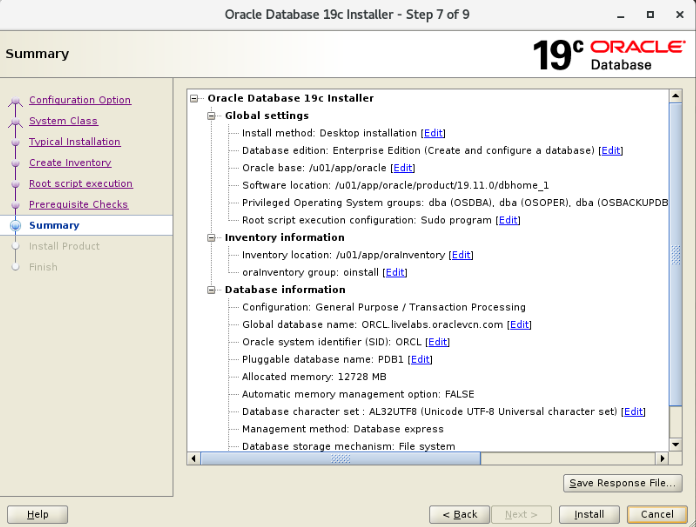 Oracle Database 19c Installer - Step 7 of 9
Summary
19c ORACLE
Database
Configuration Option
System Class
Typical Installation
Create Inventory
Root script execution
Prerequisite Checks
Summary
Install Product
Finish
Oracle Database 19c Installer
Global settings
Install method: Desktop installation [Edit]
Database edition: Enterprise Edition (Create and configure a database) [Edit]
Oracle base: /u01/app/oracle [Edit]
Software location: /u01/app/oracle/product/19.11.0/dbhome_1
Privileged Operating System groups: dba (OSDBA), dba (OSOPER), dba (OSBACKUPDB
Root script execution configuration: Sudo program [Edit]
Inventory information
Inventory location: /u01/app/oraInventory [Edit]
oraInventory group: oinstall [Edit]
Database information
Configuration: General Purpose / Transaction Processing
Global database name: ORCL.livelabs.oraclevcn.com [Edit]
Oracle system identifier (SID): ORCL [Edit]
Pluggable database name: PDB1 [Edit]
Allocated memory: 12728 MB
Automatic memory management option: FALSE
Database character set : AL32UTF8 (Unicode UTF-8 Universal character set) [Edit]
Management method: Database express
Database storage mechanism: File system
Save Response File...
Help
< Back
Next >
Install
Cancel